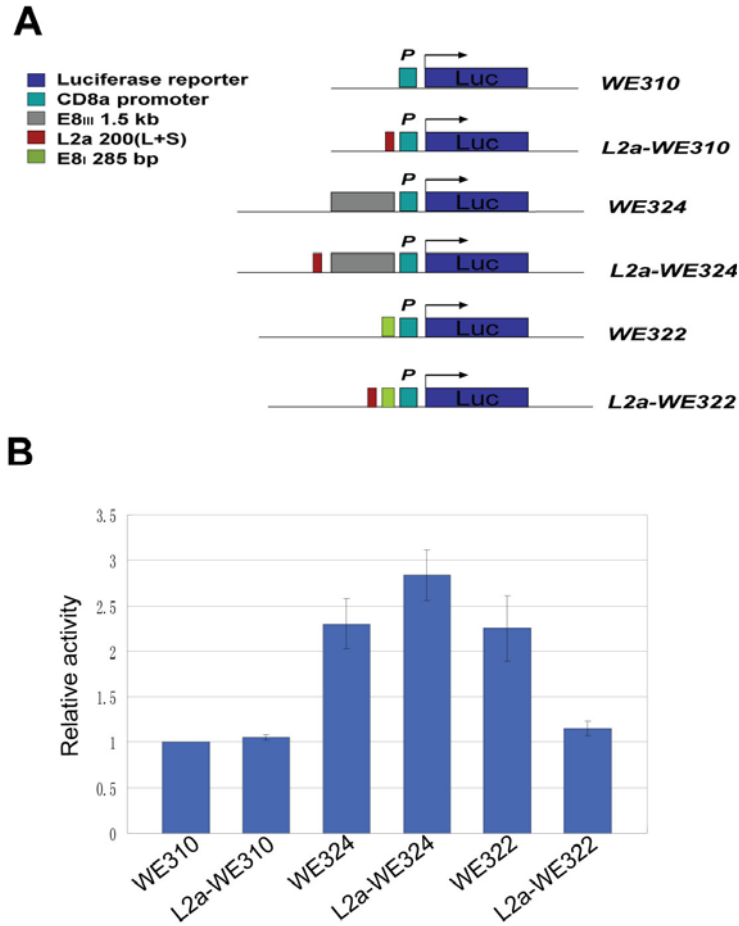 A
Luciferase reporter
CD8a promoter
E8III 1.5 kb
L2a 200(L+S)
E8I 285 bp
P
Luc
WE310
P
Luc
L2a-WE310
P
Luc
WE324
P
Luc
L2a-WE324
P
Luc
WE322
P
Luc
L2a-WE322
B
Relative activity
3.5
3
2.5
2
1.5
1
0.5
0
WE310
L2a-WE310
WE324
L2a-WE324
WE322
L2a-WE322